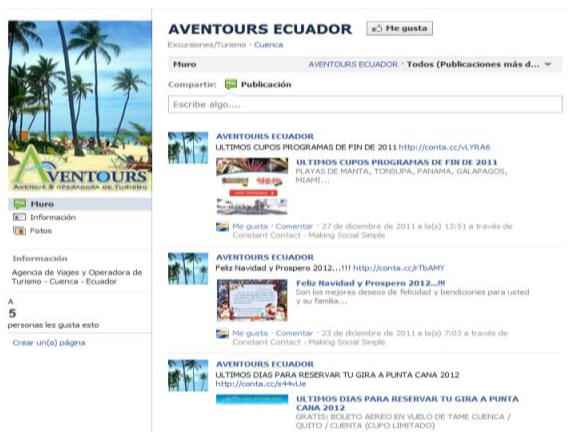 AVENTOURS ECUADOR
Me gusta
Excursiones/Turismo · Cuenca
Muro
AVENTOURS ECUADOR · Todos (Publicaciones más d...
Compartir: Publicación
Escribe algo....
AVENTOURS ECUADOR
ULTIMOS CUPOS PROGRAMAS DE FIN DE 2011 http://conta.cc/vLYRA6
ULTIMOS CUPOS PROGRAMAS DE FIN DE 2011
PLAYAS DE MANTA, TONSUPA, PANAMA, GALAPAGOS,
MIAMI...
Me gusta · Comentar · 27 de diciembre de 2011 a la(s) 13:51 a través de
Constant Contact - Making Social Simple
AVENTOURS ECUADOR
Feliz Navidad y Prospero 2012...!!! http://conta.cc/rTbAMY
Feliz Navidad y Prospero 2012...!!!
Son los mejores deseos de felicidad y bendiciones para usted
y su familia...
Me gusta · Comentar · 23 de diciembre de 2011 a la(s) 7:03 a través de
Constant Contact - Making Social Simple
AVENTOURS ECUADOR
ULTIMOS DIAS PARA RESERVAR TU GIRA A PUNTA CANA 2012
http://conta.cc/s44vUe
ULTIMOS DIAS PARA RESERVAR TU GIRA A PUNTA
CANA 2012
GRATIS: BOLETO AEREO EN VUELO DE TAME CUENCA /
QUITO / CUENTA (CUPO LIMITADO)
AVENTOURS
AGENCIA & OPERADORA DE TURISMO
Muro
Información
Fotos
Información
Agencia de Viajes y Operadora de
Turismo - Cuenca - Ecuador
A
5
personas les gusta esto
Crear un(a) página